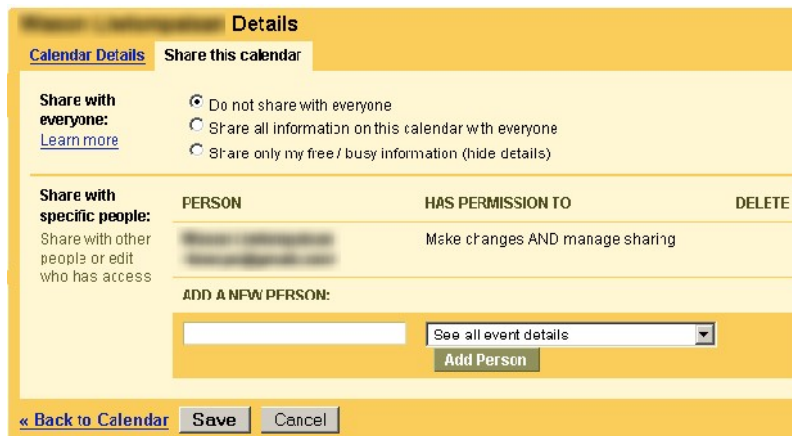 Details
Calendar Details Share this calendar
Share with everyone:
Learn more
Do not share with everyone
Share all information on this calendar with everyone
Share only my free / busy information (hide details)
Share with
specific people:
Share with other
people or edit
who has access
PERSON HAS PERMISSION TO DELETE
Make changes AND manage sharing
ADD A NEW PERSON:
See all event details
Add Person
« Back to Calendar Save Cancel